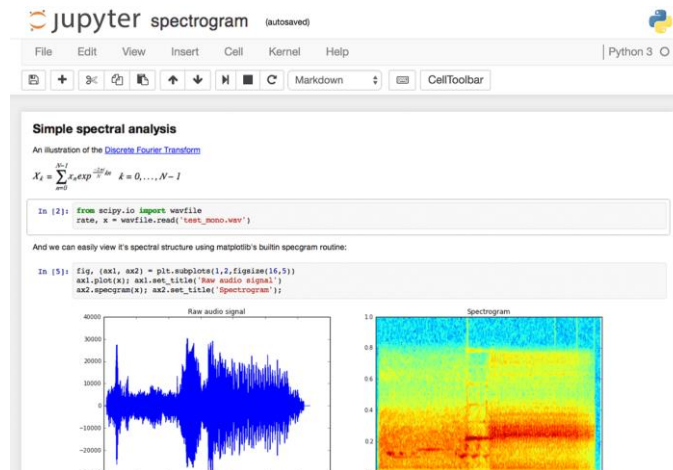 jupyter spectrogram (autosaved)
File Edit View Insert Cell Kernel Help Python 3
Markdown CellToolbar
Simple spectral analysis
An illustration of the Discrete Fourier Transform
N-1
X_k = ∑ x_n exp k = 0, . . . , N - 1
n=0
In [2]: from scipy.io import wavfile
rate, x = wavfile.read('test_mono.wav')
And we can easily view it's spectral structure using matplotlib's builtin specgram routine:
In [5]: fig, (ax1, ax2) = plt.subplots(1,2,figsize(16,5))
ax1.plot(x); ax1.set_title('Raw audio signal')
ax2.specgram(x); ax2.set_title('Spectrogram');
Raw audio signal Spectrogram
40000 1.0
30000 0.8
20000 0.6
10000
0 0.4
-10000
-20000 0.2